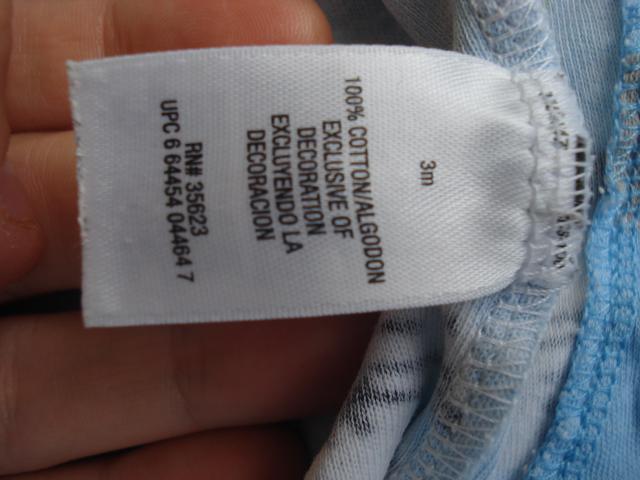 3m
100% COTTON/ALGODON
EXCLUSIVE OF
DECORATION
EXCLUYENDO LA
DECORACION
RN# 35623
UPC 6 64454 04464 7